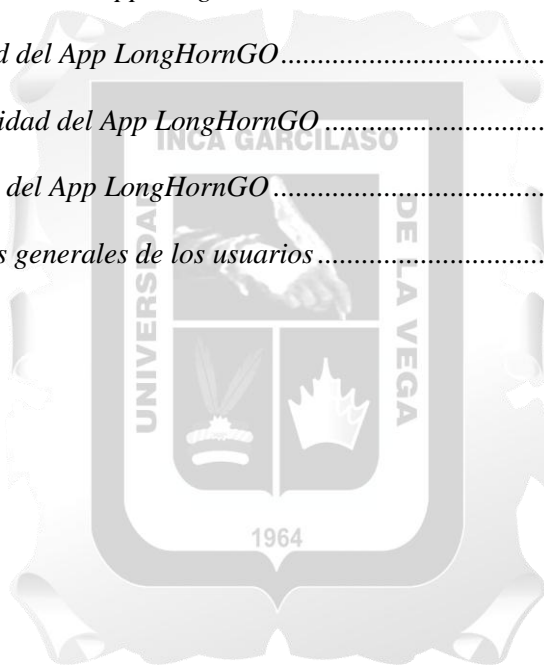 d del App LongHornGO..............................................
idad del App LongHornGO.......................................
del App LongHornGO..............................................
s generales de los usuarios........................................
INCA GARCILASO
UNIVERSIDAD
DE LA VEGA
1964